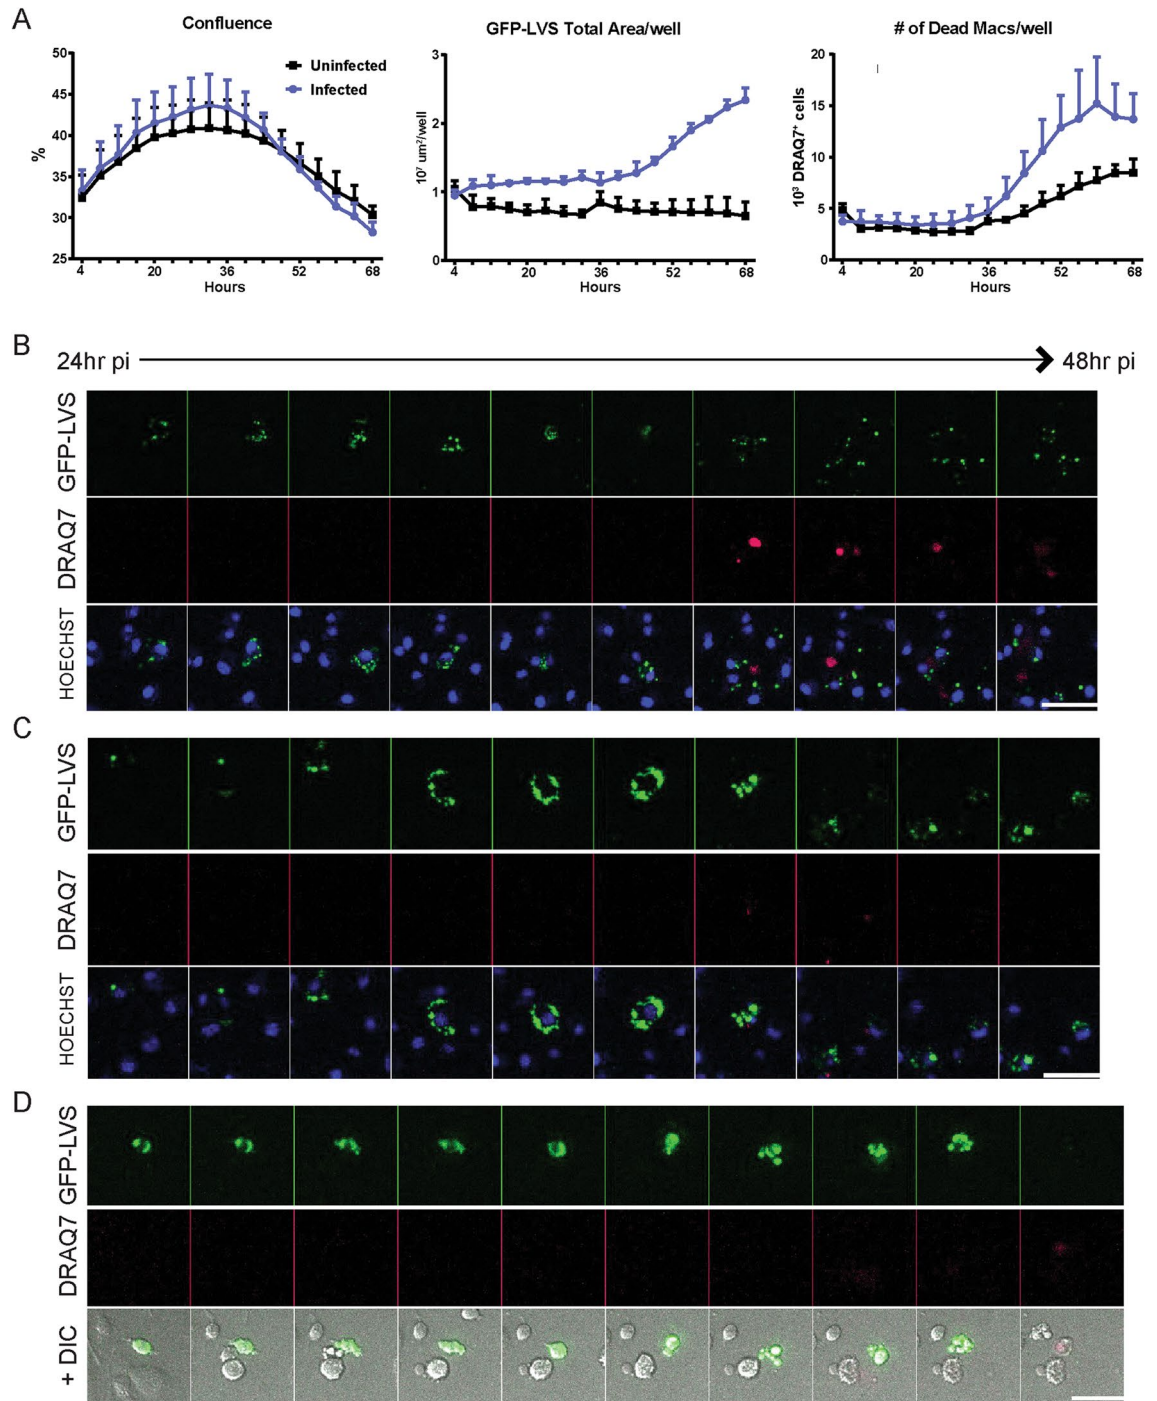 A
Confluence
50
45
40
35
30
25
%
Uninfected
Infected
4 20 36 52 68
Hours
GFP-LVS Total Area/well
3
2
1
0
10⁷ um²/well
4 20 36 52 68
Hours
# of Dead Macs/well
20
15
10
5
0
10³ DRAQ7⁺ cells
4 20 36 52 68
Hours
B
24hr pi
48hr pi
GFP-LVS
DRAQ7
HOECHST
C
GFP-LVS
DRAQ7
HOECHST
D
GFP-LVS
DRAQ7
+ DIC